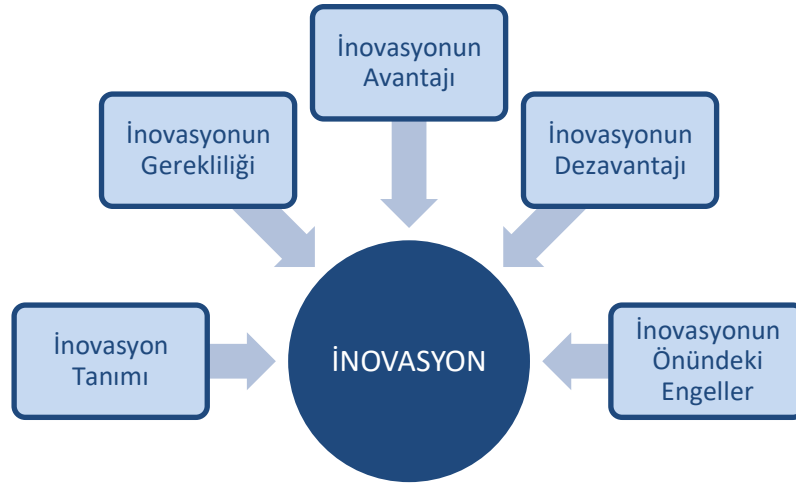 İnovasyonun
Avantajı
İnovasyonun
Gerekliliği
İnovasyonun
Dezavantajı
İnovasyon
Tanımı
İNOVASYON
İnovasyonun
Önündeki
Engeller